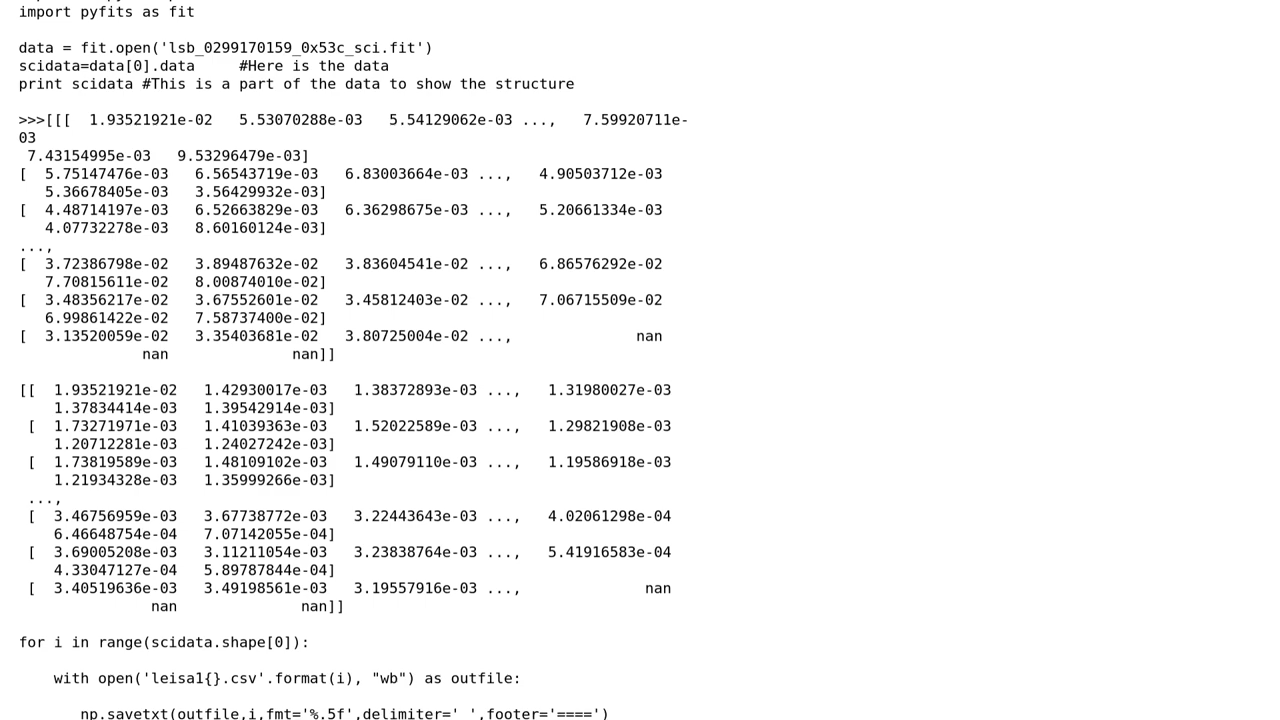 import pyfits as fit
data = fit.open('lsb_0299170159_0x53c_sci.fit')
scidata=data[0].data     #Here is the data
print scidata #This is a part of the data to show the structure
>>>[[[  1.93521921e-02   5.53070288e-03   5.54129062e-03 ...,   7.59920711e-
03
 7.43154995e-03   9.53296479e-03]
[  5.75147476e-03   6.56543719e-03   6.83003664e-03 ...,   4.90503712e-03
   5.36678405e-03   3.56429932e-03]
[  4.48714197e-03   6.52663829e-03   6.36298675e-03 ...,   5.20661334e-03
   4.07732278e-03   8.60160124e-03]
...,
[  3.72386798e-02   3.89487632e-02   3.83604541e-02 ...,   6.86576292e-02
   7.70815611e-02   8.00874010e-02]
[  3.48356217e-02   3.67552601e-02   3.45812403e-02 ...,   7.06715509e-02
   6.99861422e-02   7.58737400e-02]
[  3.13520059e-02   3.35403681e-02   3.80725004e-02 ...,              nan
              nan              nan]]
[[  1.93521921e-02   1.42930017e-03   1.38372893e-03 ...,   1.31980027e-03
    1.37834414e-03   1.39542914e-03]
 [  1.73271971e-03   1.41039363e-03   1.52022589e-03 ...,   1.29821908e-03
    1.20712281e-03   1.24027242e-03]
 [  1.73819589e-03   1.48109102e-03   1.49079110e-03 ...,   1.19586918e-03
    1.21934328e-03   1.35999266e-03]
 ...,
 [  3.46756959e-03   3.67738772e-03   3.22443643e-03 ...,   4.02061298e-04
    6.46648754e-04   7.07142055e-04]
 [  3.69005208e-03   3.11211054e-03   3.23838764e-03 ...,   5.41916583e-04
    4.33047127e-04   5.89787844e-04]
 [  3.40519636e-03   3.49198561e-03   3.19557916e-03 ...,              nan
               nan              nan]]
for i in range(scidata.shape[0]):
    with open('leisa1{}.csv'.format(i), "wb") as outfile:
       np.savetxt(outfile,i,fmt='%.5f',delimiter=' ',footer='====')